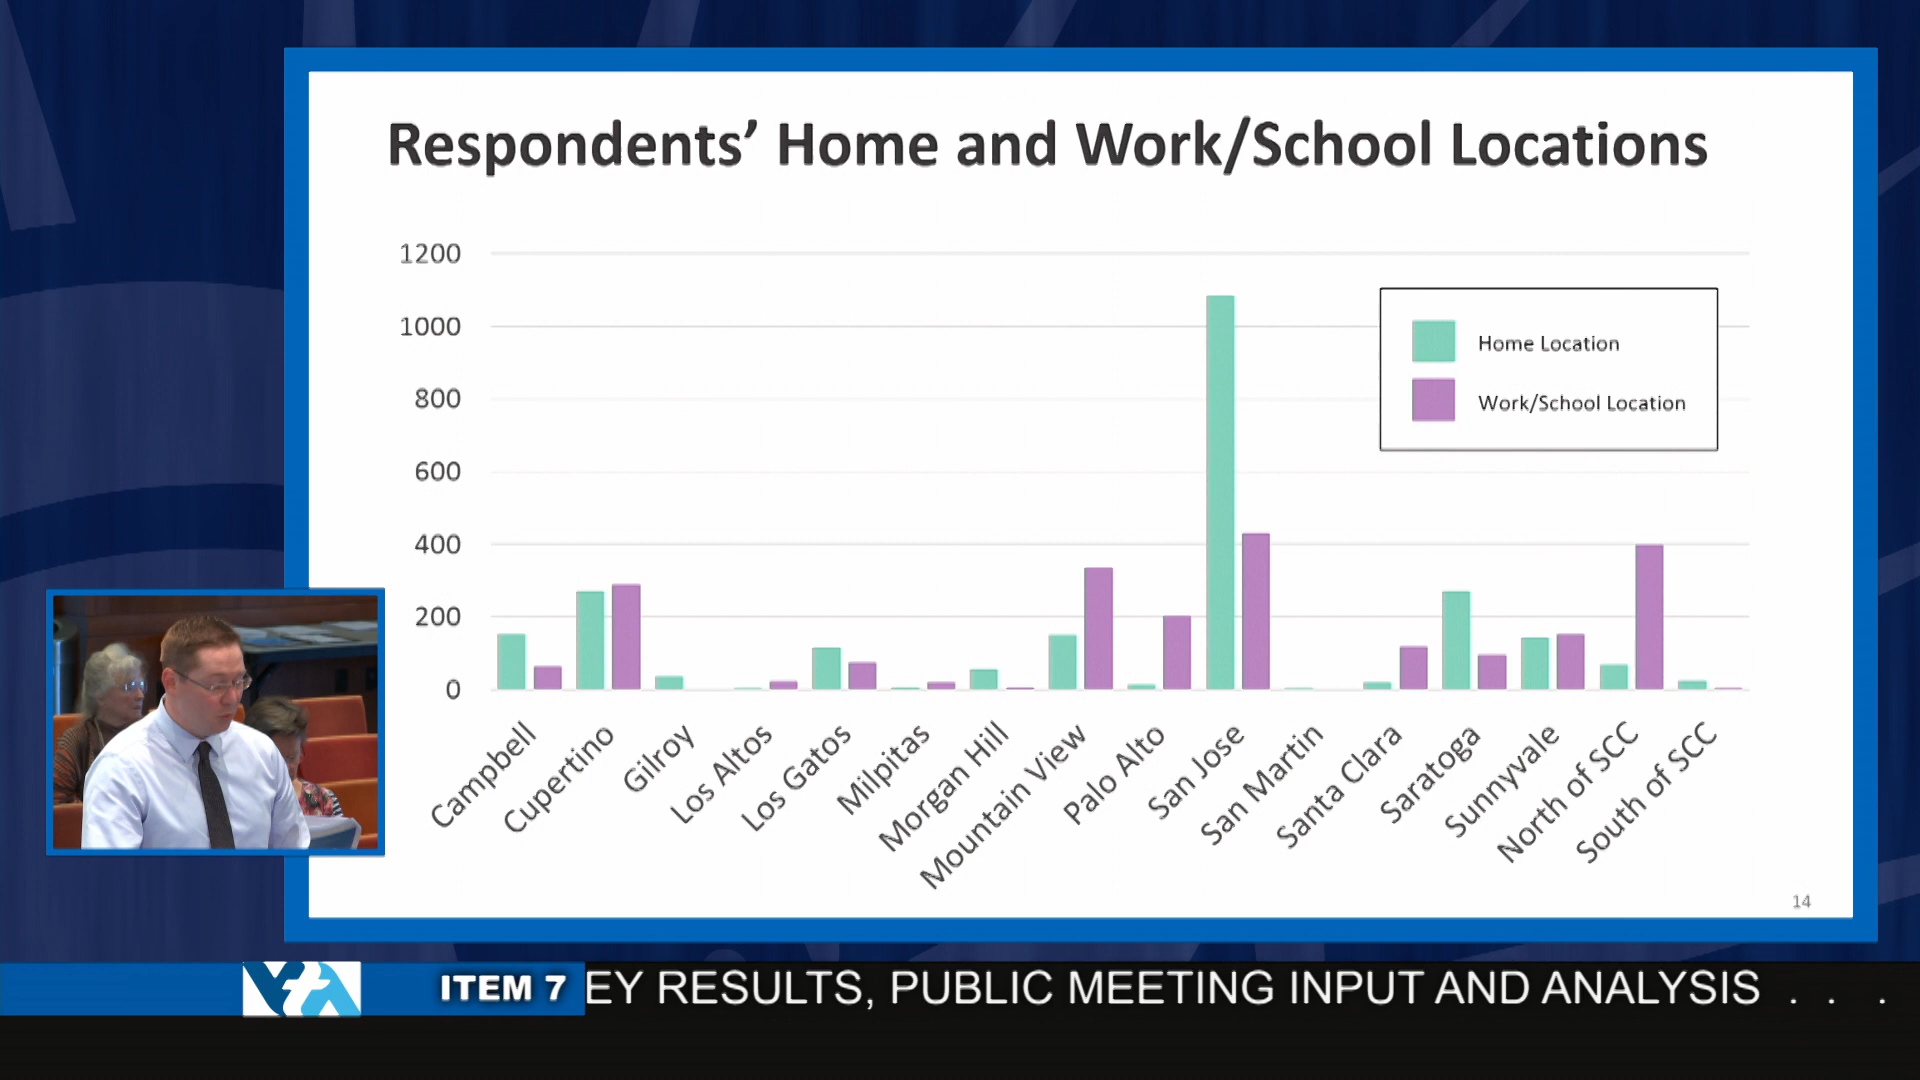 Respondents’ Home and Work/School Locations
1200
1000
800
600
400
200
0
Home Location
Work/School Location
Campbell
Cupertino
Gilroy
Los Altos
Los Gatos
Milpitas
Morgan Hill
Mountain View
Palo Alto
San Jose
San Martin
Santa Clara
Saratoga
Sunnyvale
North of SCC
South of SCC
14
VTA
ITEM 7
EY RESULTS, PUBLIC MEETING INPUT AND ANALYSIS . . .